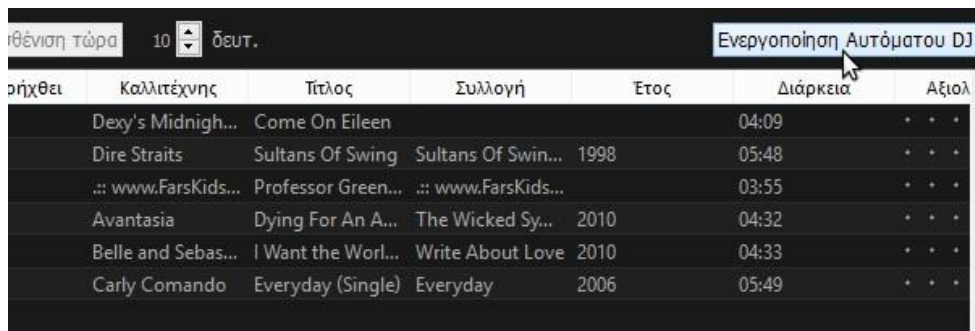 θένιση τώρα 10 δευτ. Ενεργοποίηση Αυτόματου DJ
ρήχθει Καλλιτέχνης Τίτλος Συλλογή Έτος Διάρκεια Αξιολ
Dexy's Midnigh... Come On Eileen 04:09
Dire Straits Sultans Of Swing Sultans Of Swin... 1998 05:48
.:: www.FarsKids... Professor Green... .:: www.FarsKids... 03:55
Avantasia Dying For An A... The Wicked Sy... 2010 04:32
Belle and Sebas... I Want the Worl... Write About Love 2010 04:33
Carly Comando Everyday (Single) Everyday 2006 05:49